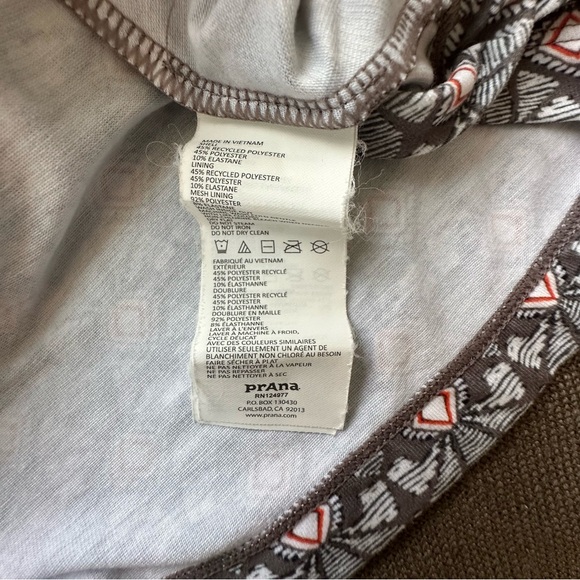 MADE IN VIETNAM
SHELL
45% RECYCLED POLYESTER
45% POLYESTER
10% ELASTANE
LINING
45% RECYCLED POLYESTER
45% POLYESTER
10% ELASTANE
MESH LINING
92% POLYESTER
DO NOT STEAM
DO NOT IRON
DO NOT DRY CLEAN
FABRIQUÉ AU VIETNAM
EXTÉRIEUR
45% POLYESTER RECYCLÉ
45% POLYESTER
10% ÉLASTHANNE
DOUBLURE
45% POLYESTER RECYCLÉ
45% POLYESTER
10% ÉLASTHANNE
DOUBLURE EN MAILLE
92% POLYESTER
8% ÉLASTHANNE
LAVER À L'ENVERS
LAVER À MACHINE À FROID,
CYCLE DÉLICAT
AVEC DES COULEURS SIMILAIRES
UTILISER SEULEMENT UN AGENT DE
BLANCHIMENT NON CHLORÉ AU BESOIN
FAIRE SÉCHER À PLAT
NE PAS NETTOYER À LA VAPEUR
NE PAS REPASSER
NE PAS NETTOYER À SEC
prAna
RN124977
P.O. BOX 130430
CARLSBAD, CA 92013
www.prana.com